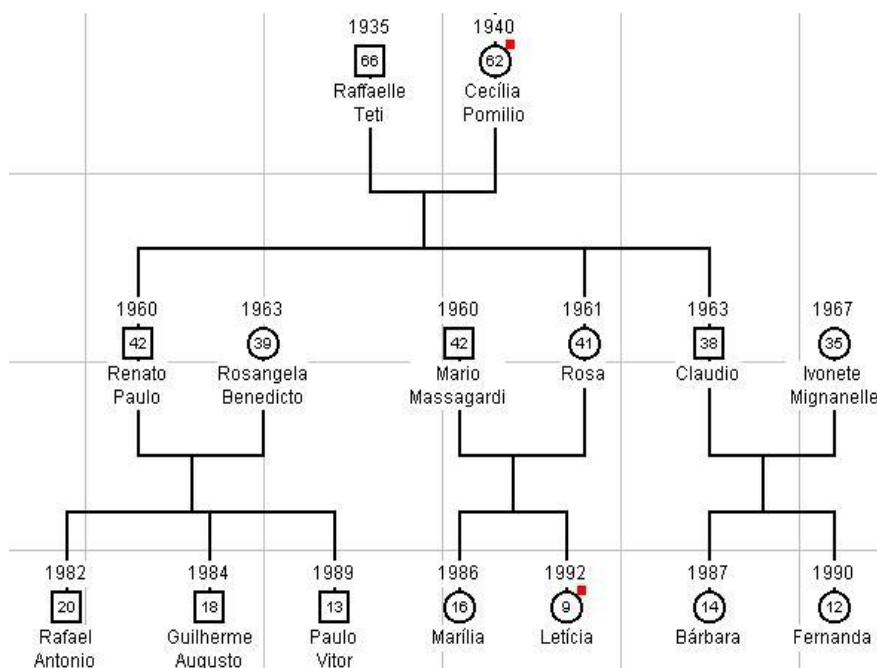 1935 1940
66 62
Raffaelle Cecília
Teti Pomilio
1960 1963 1960 1961 1963 1967
42 39 42 41 38 35
Renato Rosangela Mario Rosa Claudio Ivonete
Paulo Benedicto Massagardi Mignanelle
1982 1984 1989 1986 1992 1987 1990
20 18 13 16 9 14 12
Rafael Guilherme Paulo Marília Letícia Bárbara Fernanda
Antonio Augusto Vitor